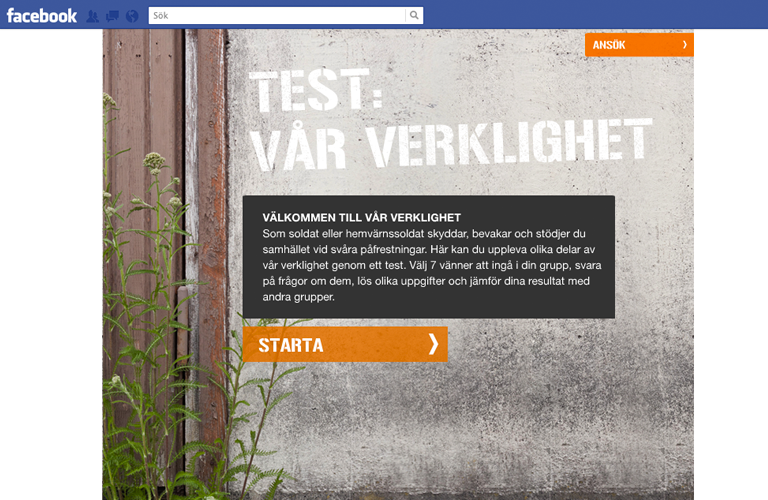 facebook
Sök
ANSÖK
TEST:
VÅR VERKLIGHET
VÄLKOMMEN TILL VÅR VERKLIGHET
Som soldat eller hemvärnssoldat skyddar, bevakar och stödjer du
samhället vid svåra påfrestningar. Här kan du uppleva olika delar av
vår verklighet genom ett test. Välj 7 vänner att ingå i din grupp, svara
på frågor om dem, lös olika uppgifter och jämför dina resultat med
andra grupper.
STARTA